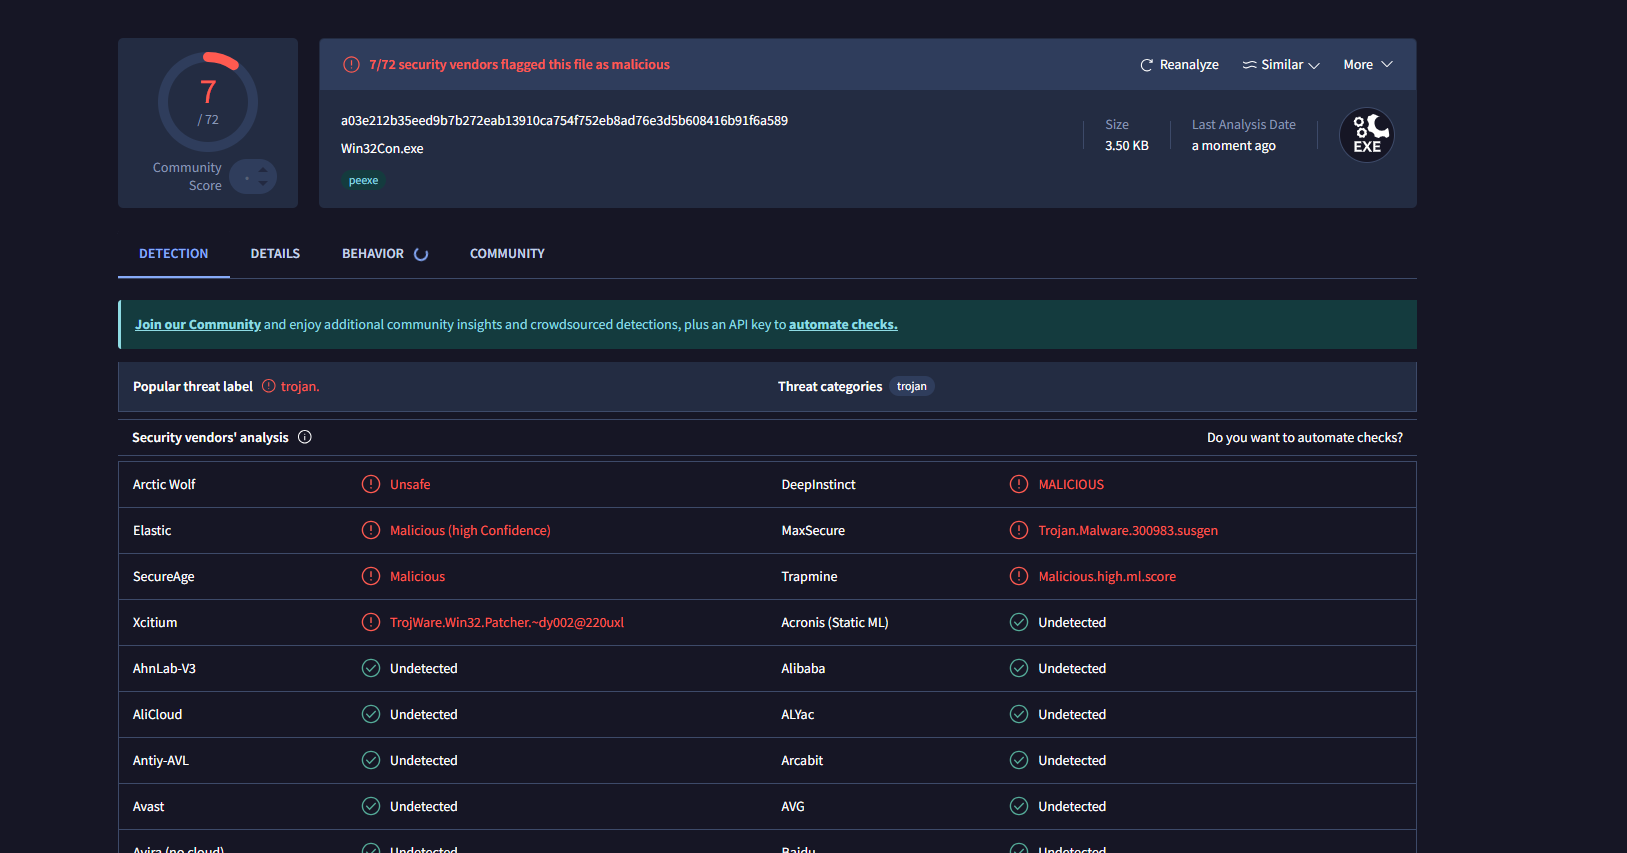 7
/ 72
Community
Score
7/72 security vendors flagged this file as malicious
Reanalyze
Similar
More
a03e212b35eed9b7b272eab13910ca754f752eb8ad76e3d5b608416b91f6a589
Win32Con.exe
peexe
Size
3.50 KB
Last Analysis Date
a moment ago
EXE
DETECTION
DETAILS
BEHAVIOR
COMMUNITY
Join our Community and enjoy additional community insights and crowdsourced detections, plus an API key to automate checks.
Popular threat label trojan.
Threat categories trojan
Security vendors' analysis
Do you want to automate checks?
Arctic Wolf Unsafe DeepInstinct MALICIOUS
Elastic Malicious (high Confidence) MaxSecure Trojan.Malware.300983.susgen
SecureAge Malicious Trapmine Malicious.high.ml.score
Xcitium TrojWare.Win32.Patcher.~dy002@220uxl Acronis (Static ML) Undetected
AhnLab-V3 Undetected Alibaba Undetected
AliCloud Undetected ALYac Undetected
Antiy-AVL Undetected Arcabit Undetected
Avast Undetected AVG Undetected
Avira (no cloud) Undetected Baidu Undetected